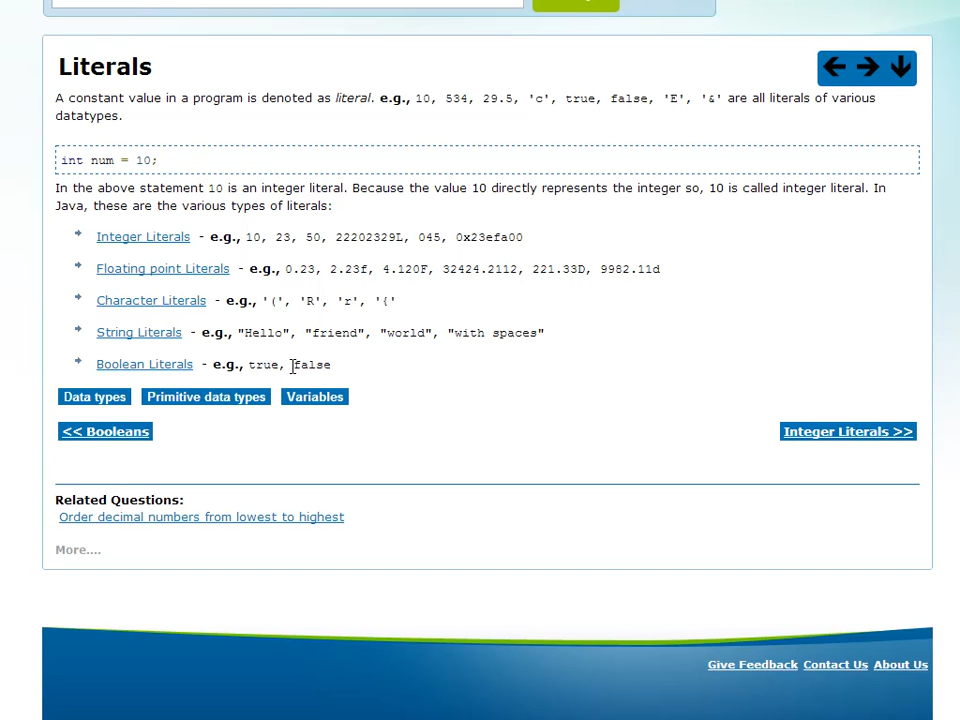 Literals
A constant value in a program is denoted as literal. e.g., 10, 534, 29.5, 'c', true, false, 'E', '&' are all literals of various
datatypes.
int num = 10;
In the above statement 10 is an integer literal. Because the value 10 directly represents the integer so, 10 is called integer literal. In
Java, these are the various types of literals:
Integer Literals - e.g., 10, 23, 50, 22202329L, 045, 0x23efa00
Floating point Literals - e.g., 0.23, 2.23f, 4.120F, 32424.2112, 221.33D, 9982.11d
Character Literals - e.g., '(', 'R', 'r', '{'
String Literals - e.g., "Hello", "friend", "world", "with spaces"
Boolean Literals - e.g., true, false
Data types Primitive data types Variables
<< Booleans Integer Literals >>
Related Questions:
Order decimal numbers from lowest to highest
More....
Give Feedback Contact Us About Us